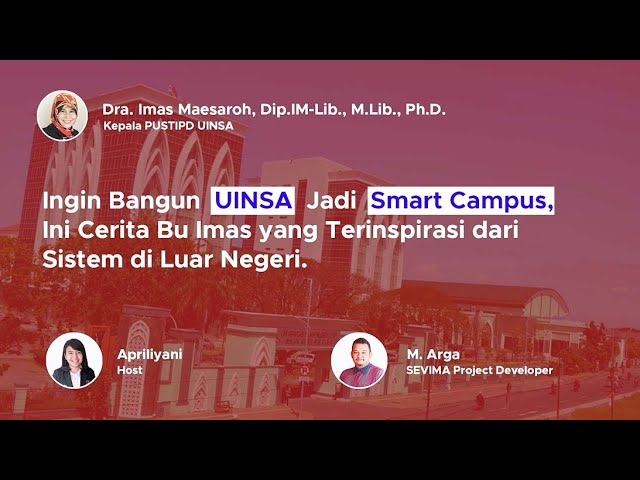 Dra. Imas Maesaroh, Dip.IM-Lib., M.Lib., Ph.D.
Kepala PUSTIPD UINSA
Ingin Bangun UINSA Jadi Smart Campus,
Ini Cerita Bu Imas yang Terinspirasi dari
Sistem di Luar Negeri.
Apriliyani
Host
M. Arga
SEVIMA Project Developer